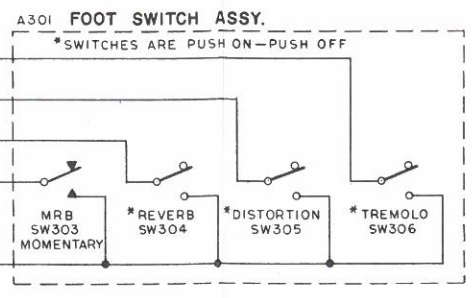 A301 FOOT SWITCH ASSY.
*SWITCHES ARE PUSH ON—PUSH OFF
MRB
SW303
MOMENTARY
*REVERB
SW304
*DISTORTION
SW305
*TREMOLO
SW306